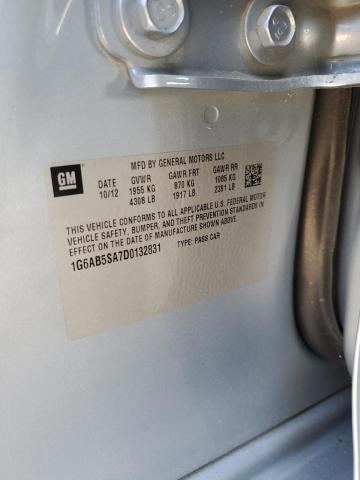 MFD BY GENERAL MOTORS LLC
GM DATE GVWR GAWR FRT GAWR RR
10/12 1955 KG 870 KG 1085 KG
4308 LB 1917 LB 2391 LB
THIS VEHICLE CONFORMS TO ALL APPLICABLE U.S. FEDERAL MOTOR
VEHICLE SAFETY, BUMPER, AND THEFT PREVENTION STANDARDS IN
EFFECT ON THE DATE OF MANUFACTURE SHOWN ABOVE.
1G6AB5SA7D0132831 TYPE: PASS CAR